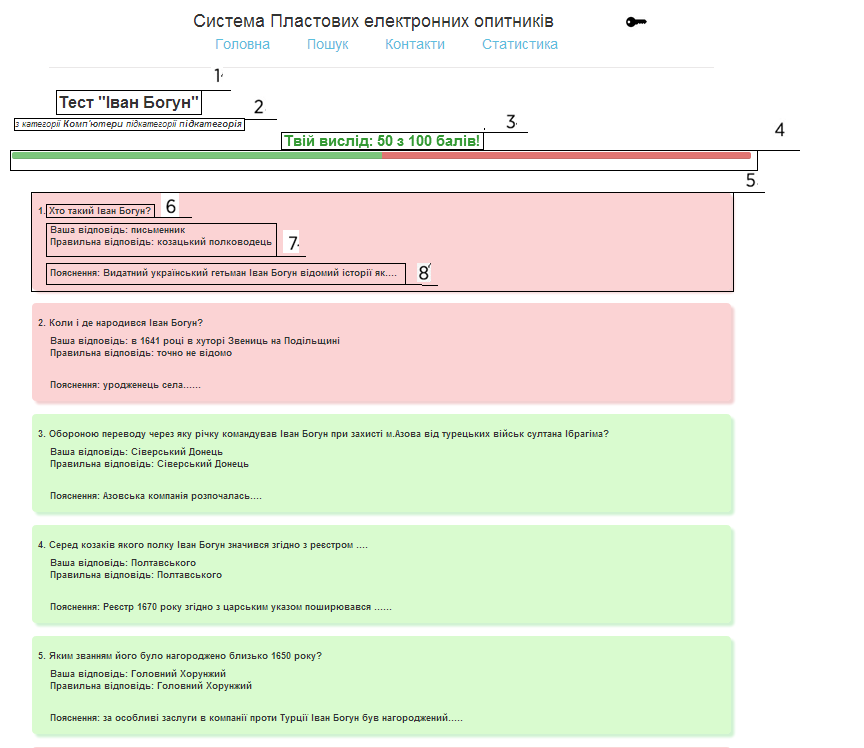 Система Пластових електронних опитників
Головна Пошук Контакти Статистика
1
Тест "Іван Богун"
2
з категорії Комп'ютери підкатегорії підкатегорія
3
Твій вислід: 50 з 100 балів!
4
5
1. Хто такий Іван Богун?
6
Ваша відповідь: письменник
Правильна відповідь: козацький полководець
7
Пояснення: Видатний український гетьман Іван Богун відомий історії як....
8
2. Коли і де народився Іван Богун?
Ваша відповідь: в 1641 році в хуторі Звениць на Подільщині
Правильна відповідь: точно не відомо
Пояснення: уродженець села......
3. Обороною переводу через яку річку командував Іван Богун при захисті м.Азова від турецьких військ султана Ібрагіма?
Ваша відповідь: Сіверський Донець
Правильна відповідь: Сіверський Донець
Пояснення: Азовська компанія розпочалась....
4. Серед козаків якого полку Іван Богун значився згідно з реєстром ....
Ваша відповідь: Полтавського
Правильна відповідь: Полтавського
Пояснення: Реєстр 1670 року згідно з царським указом поширювався ......
5. Яким званням його було нагороджено близько 1650 року?
Ваша відповідь: Головний Хорунжий
Правильна відповідь: Головний Хорунжий
Пояснення: за особливі заслуги в компанії проти Турції Іван Богун був нагороджений.....